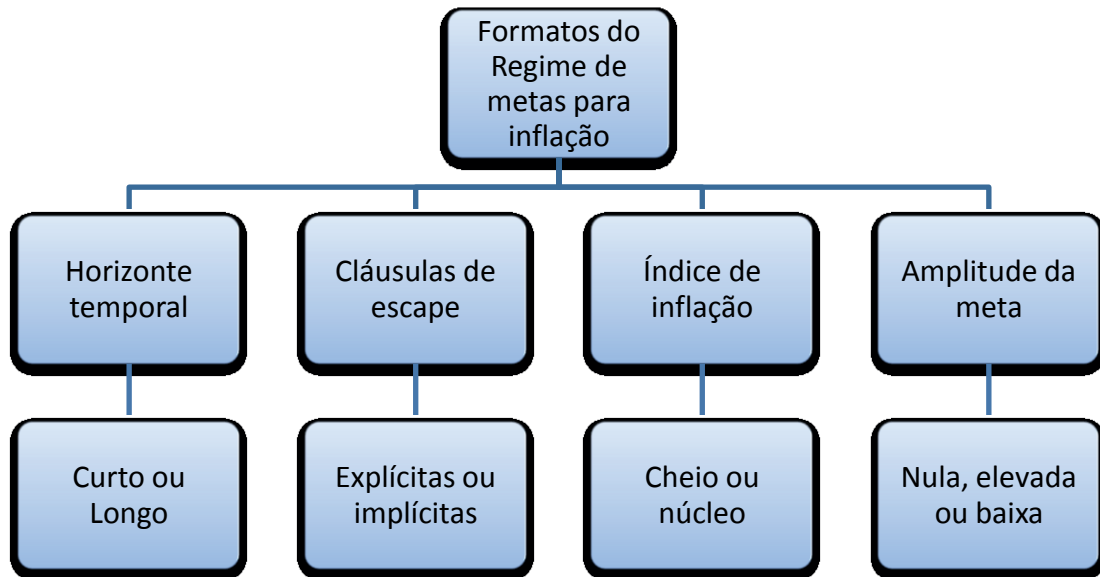 Formatos do
Regime de
metas para
inflação
Horizonte
temporal
Cláusulas de
escape
Índice de
inflação
Amplitude da
meta
Curto ou
Longo
Explícitas ou
implícitas
Cheio ou
núcleo
Nula, elevada
ou baixa